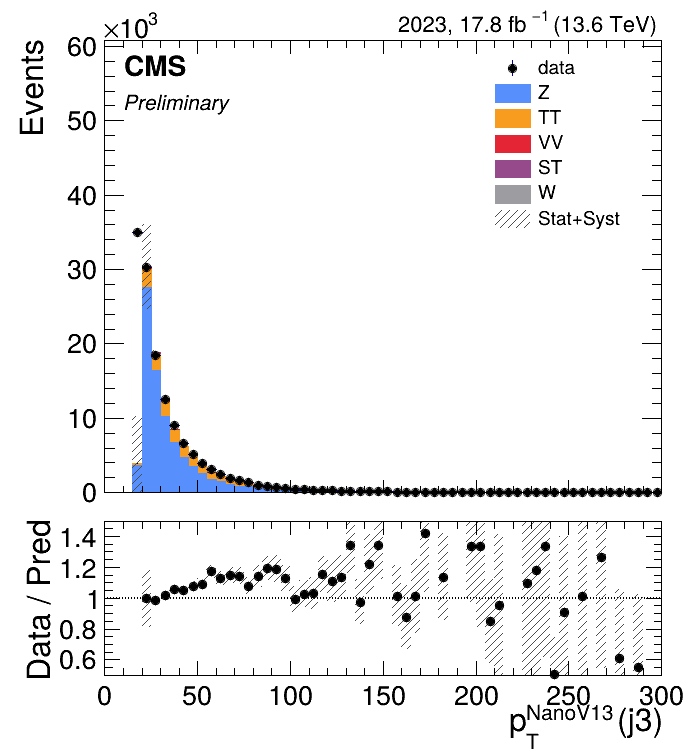 ×10³
2023, 17.8 fb⁻¹ (13.6 TeV)
CMS
Preliminary
Events
60
50
40
30
20
10
0
data
Z
TT
VV
ST
W
Stat+Syst
Data / Pred
1.4
1.2
1
0.8
0.6
0 50 100 150 200 250 300
p_T^NanoV13 (j3)